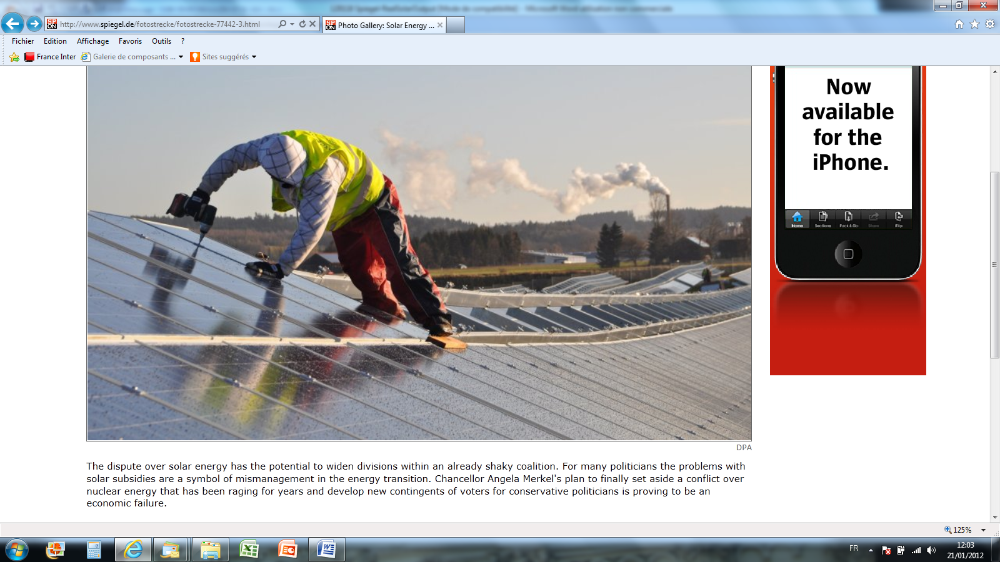 http://www.spiegel.de/fotostrecke/fotostrecke-77442-3.html
SP ON Photo Gallery: Solar Energy ...
Fichier Edition Affichage Favoris Outils ?
France Inter Galerie de composants ... Sites suggérés
Now
available
for the
iPhone.
Home Sections Pack & Go Share iFlip
DPA
The dispute over solar energy has the potential to widen divisions within an already shaky coalition. For many politicians the problems with
solar subsidies are a symbol of mismanagement in the energy transition. Chancellor Angela Merkel's plan to finally set aside a conflict over
nuclear energy that has been raging for years and develop new contingents of voters for conservative politicians is proving to be an
economic failure.
125%
FR
12:03
21/01/2012